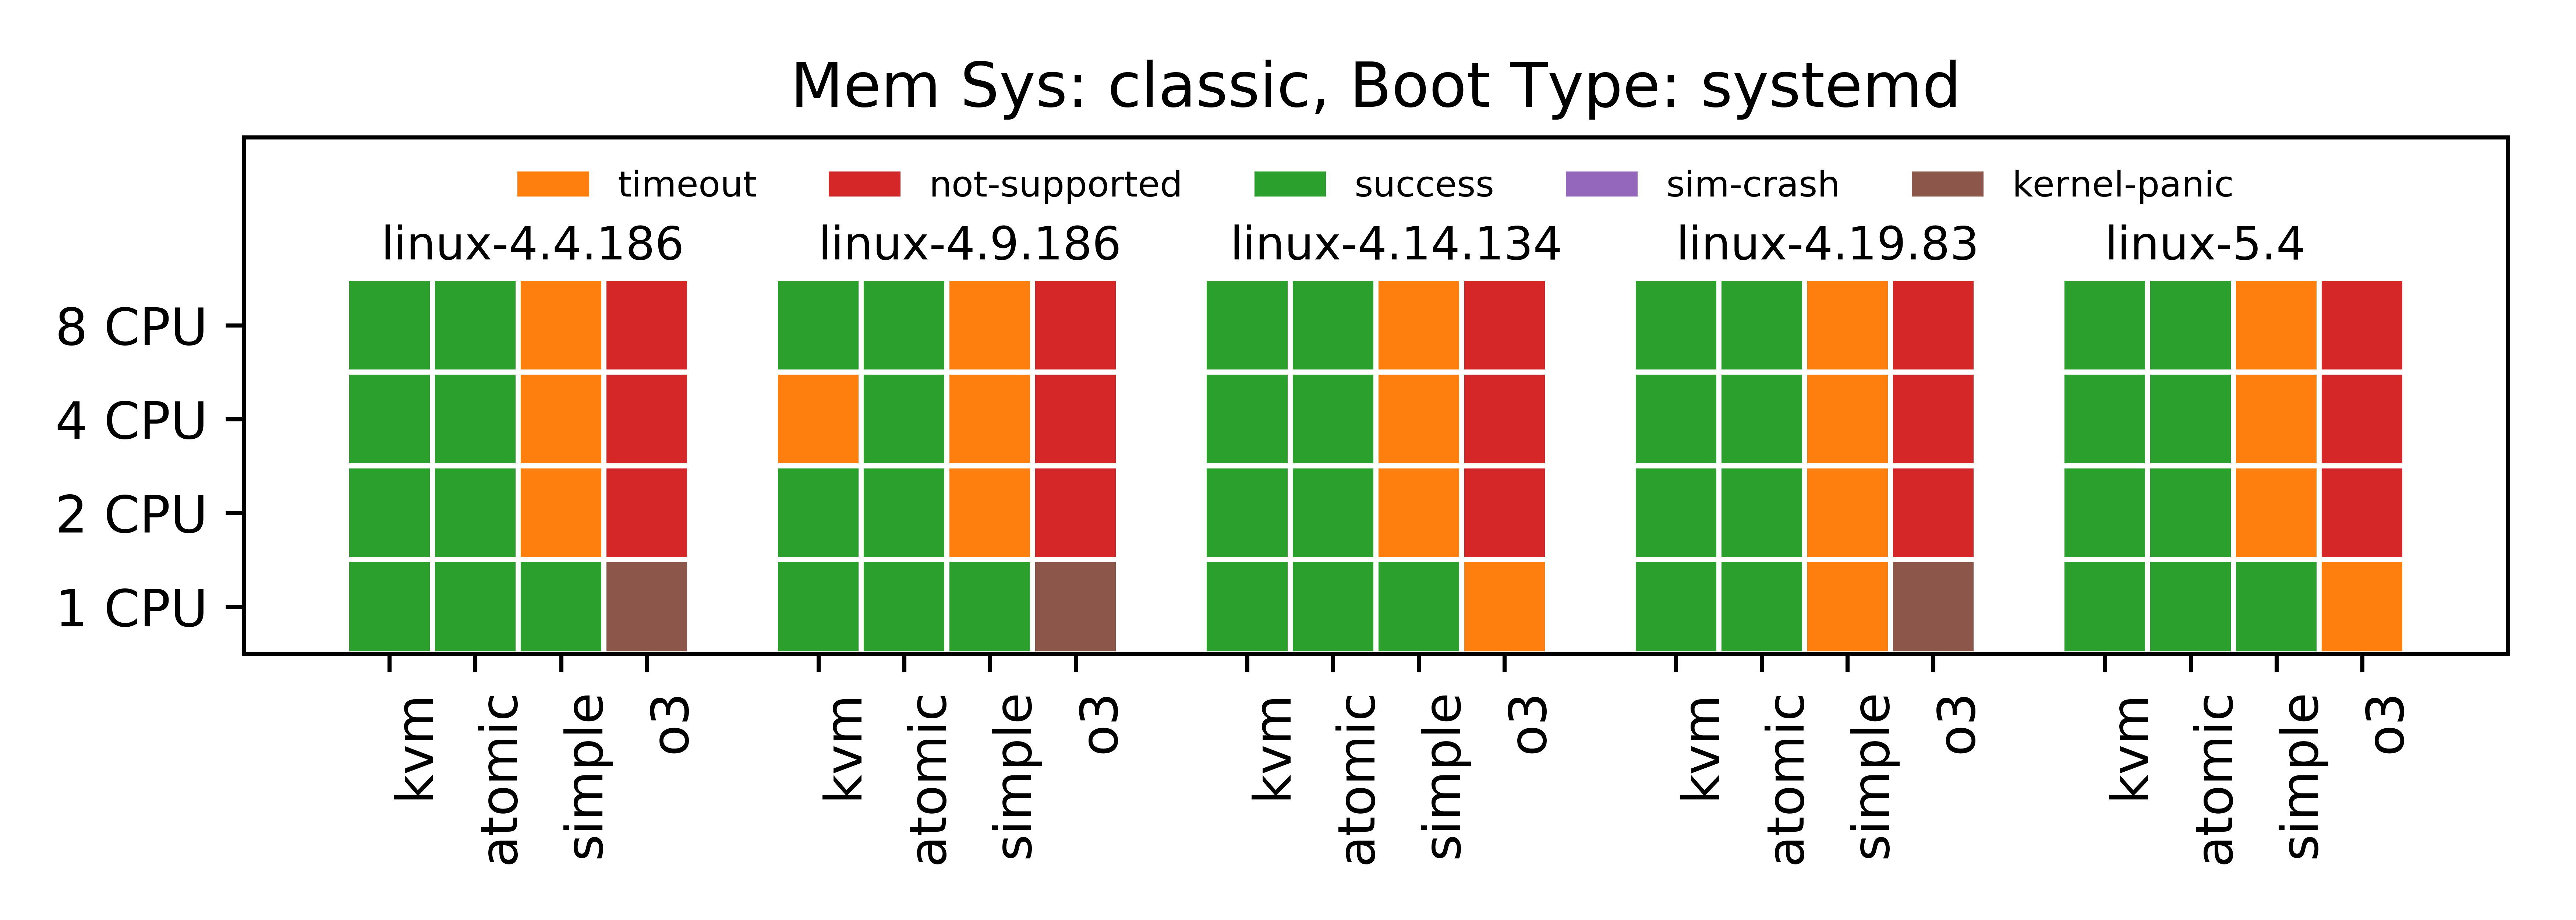 Mem Sys: classic, Boot Type: systemd
timeout not-supported success sim-crash kernel-panic
linux-4.4.186 linux-4.9.186 linux-4.14.134 linux-4.19.83 linux-5.4
8 CPU
4 CPU
2 CPU
1 CPU
kvm atomic simple o3 kvm atomic simple o3 kvm atomic simple o3 kvm atomic simple o3 kvm atomic simple o3